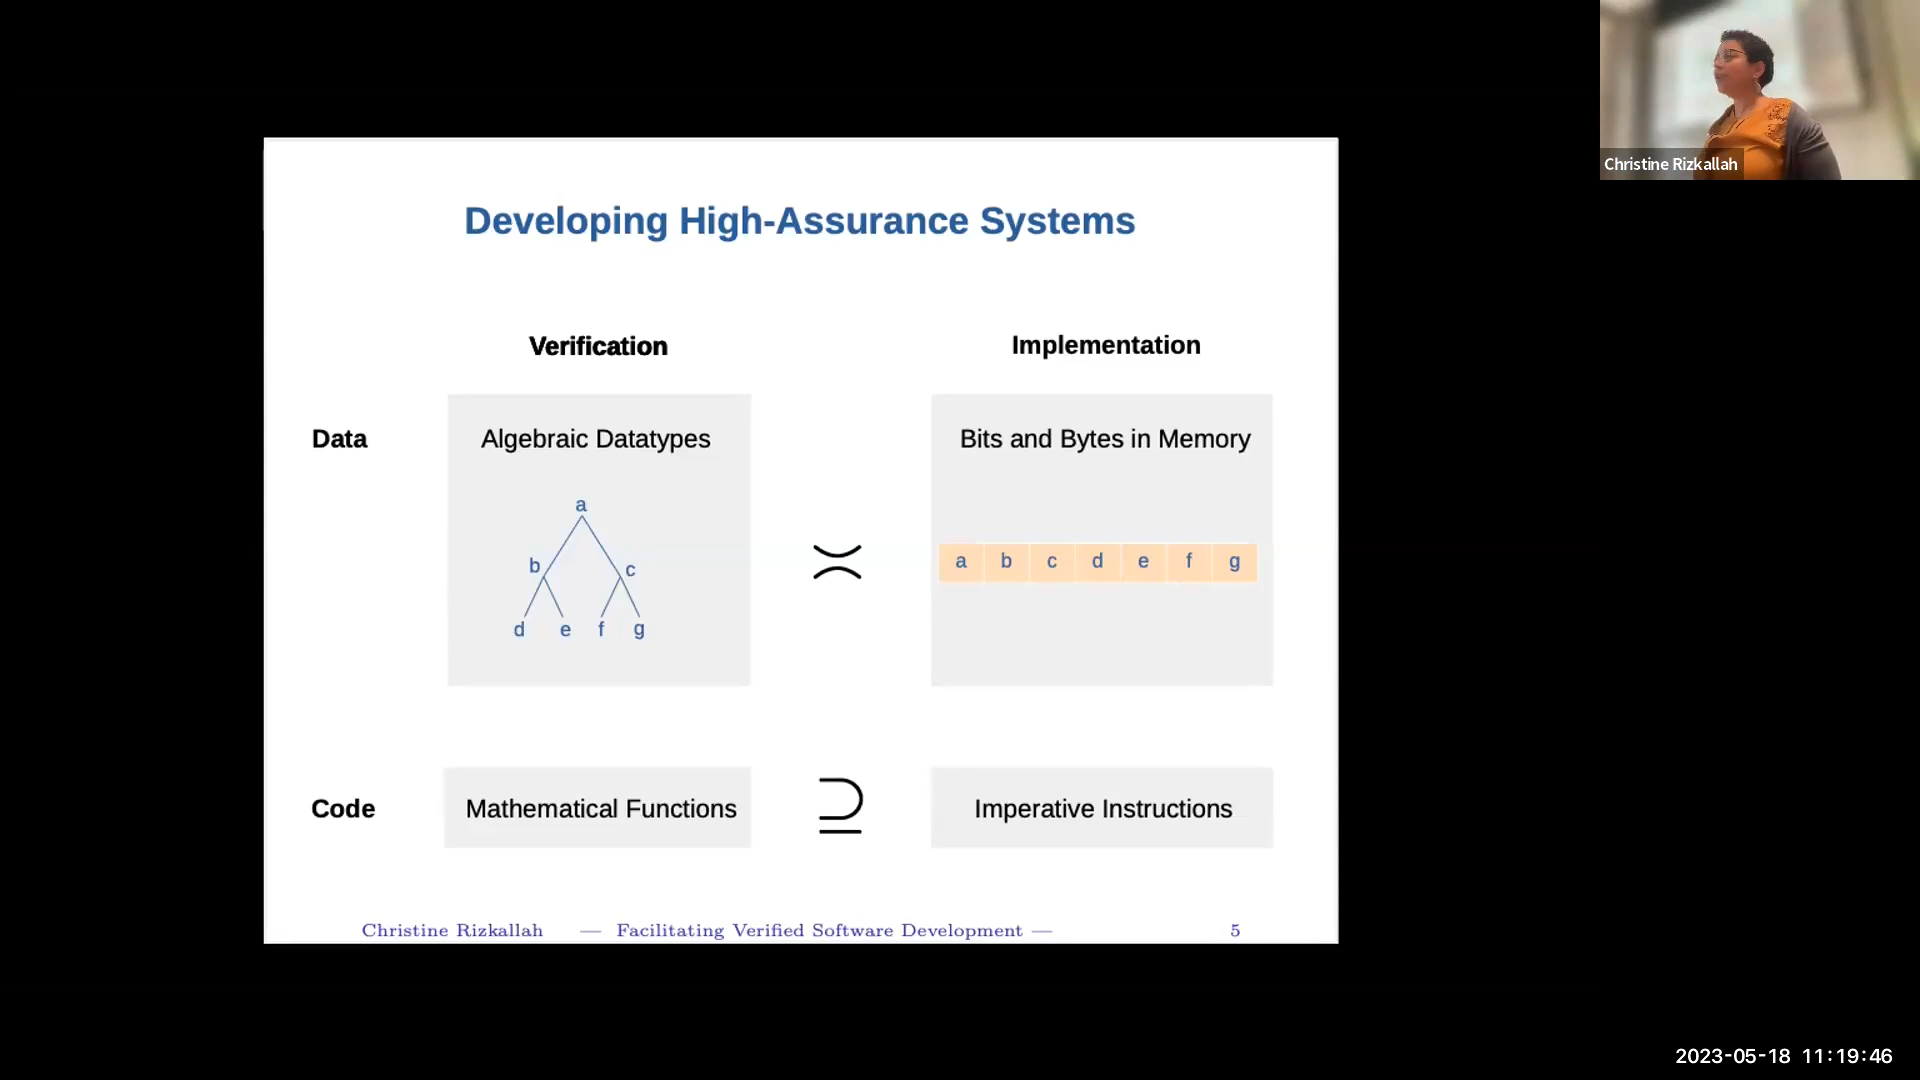 Christine Rizkallah
Developing High-Assurance Systems
Verification
Implementation
Data
Algebraic Datatypes
a
b
c
d e f g
≍
Bits and Bytes in Memory
a b c d e f g
Code
Mathematical Functions
⊇
Imperative Instructions
Christine Rizkallah — Facilitating Verified Software Development — 5
2023-05-18 11:19:46